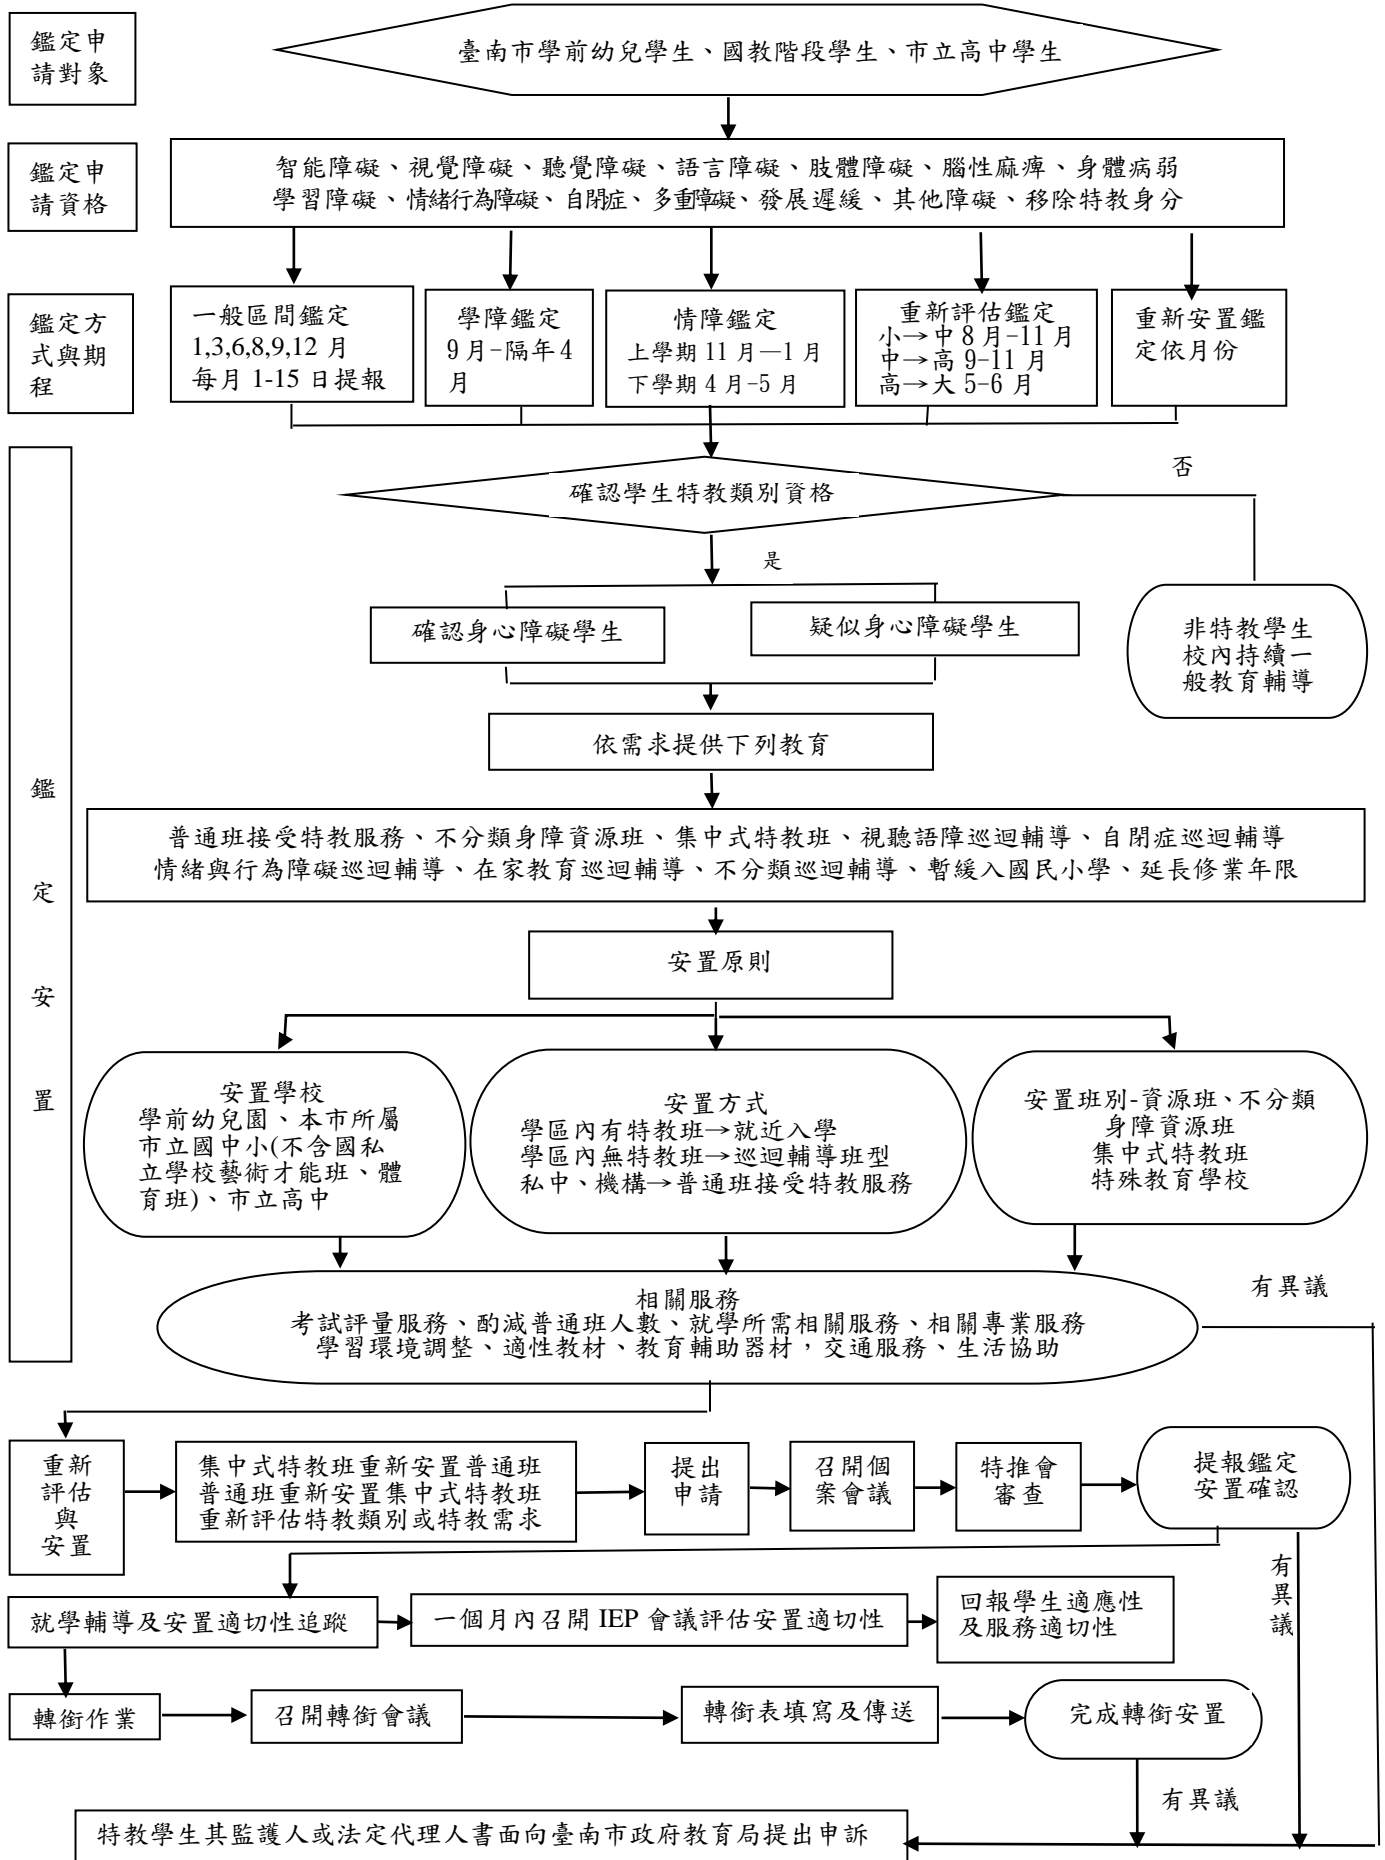 鑑定申
請對象
臺南市學前幼兒學生、國教階段學生、市立高中學生
鑑定申
請資格
智能障礙、視覺障礙、聽覺障礙、語言障礙、肢體障礙、腦性麻痺、身體病弱
學習障礙、情緒行為障礙、自閉症、多重障礙、發展遲緩、其他障礙、移除特教身分
鑑定方
式與期
程
一般區間鑑定
1,3,6,8,9,12 月
每月 1-15 日提報
學障鑑定
9 月-隔年 4
月
情障鑑定
上學期 11 月—1 月
下學期 4 月-5 月
重新評估鑑定
小→中 8 月-11 月
中→高 9-11 月
高→大 5-6 月
重新安置鑑
定依月份
鑑
定
安
置
確認學生特教類別資格
否
是
確認身心障礙學生
疑似身心障礙學生
非特教學生
校內持續一
般教育輔導
依需求提供下列教育
普通班接受特教服務、不分類身障資源班、集中式特教班、視聽語障巡迴輔導、自閉症巡迴輔導
情緒與行為障礙巡迴輔導、在家教育巡迴輔導、不分類巡迴輔導、暫緩入國民小學、延長修業年限
安置原則
安置學校
學前幼兒園、本市所屬
市立國中小(不含國私
立學校藝術才能班、體
育班)、市立高中
安置方式
學區內有特教班→就近入學
學區內無特教班→巡迴輔導班型
私中、機構→普通班接受特教服務
安置班別-資源班、不分類
身障資源班
集中式特教班
特殊教育學校
相關服務
考試評量服務、酌減普通班人數、就學所需相關服務、相關專業服務
學習環境調整、適性教材、教育輔助器材，交通服務、生活協助
有異議
重新
評估
與
安置
集中式特教班重新安置普通班
普通班重新安置集中式特教班
重新評估特教類別或特教需求
提出
申請
召開個
案會議
特推會
審查
提報鑑定
安置確認
有
異
議
就學輔導及安置適切性追蹤
一個月內召開 IEP 會議評估安置適切性
回報學生適應性
及服務適切性
轉銜作業
召開轉銜會議
轉銜表填寫及傳送
完成轉銜安置
有異議
特教學生其監護人或法定代理人書面向臺南市政府教育局提出申訴